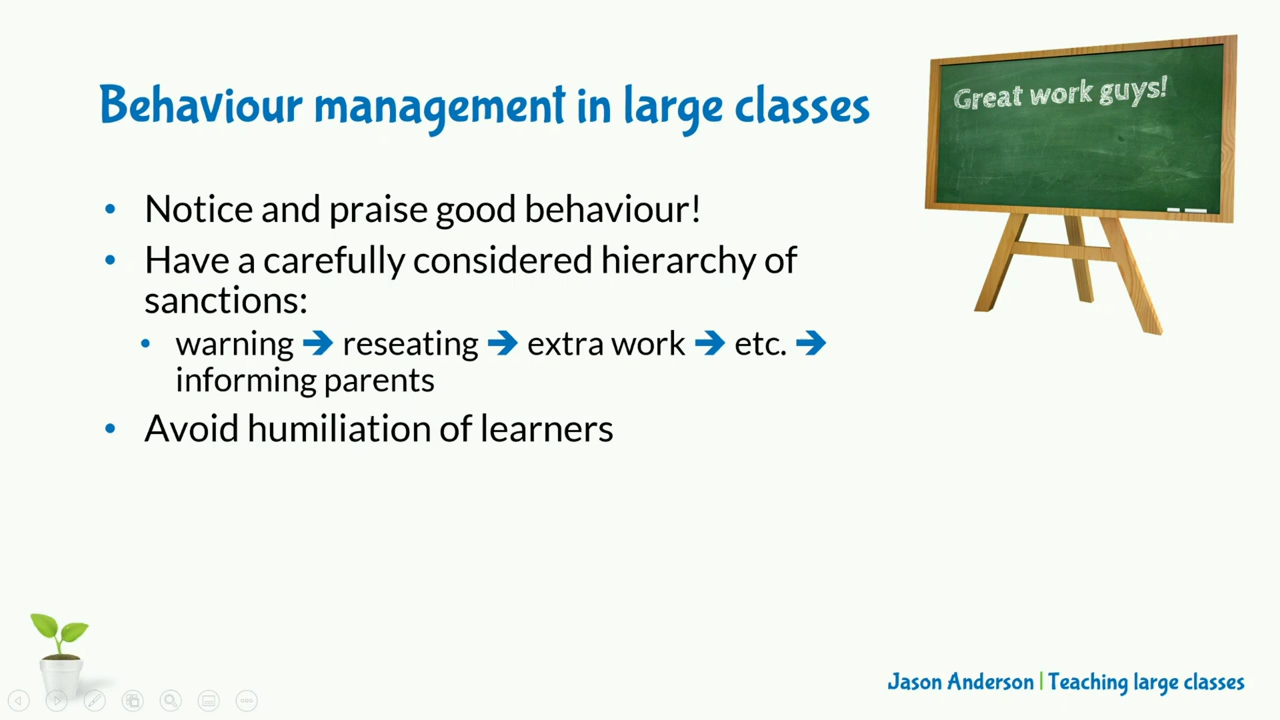 Behaviour management in large classes
Great work guys!
• Notice and praise good behaviour!
• Have a carefully considered hierarchy of
sanctions:
• warning ➔ reseating ➔ extra work ➔ etc. ➔
informing parents
• Avoid humiliation of learners
Jason Anderson | Teaching large classes